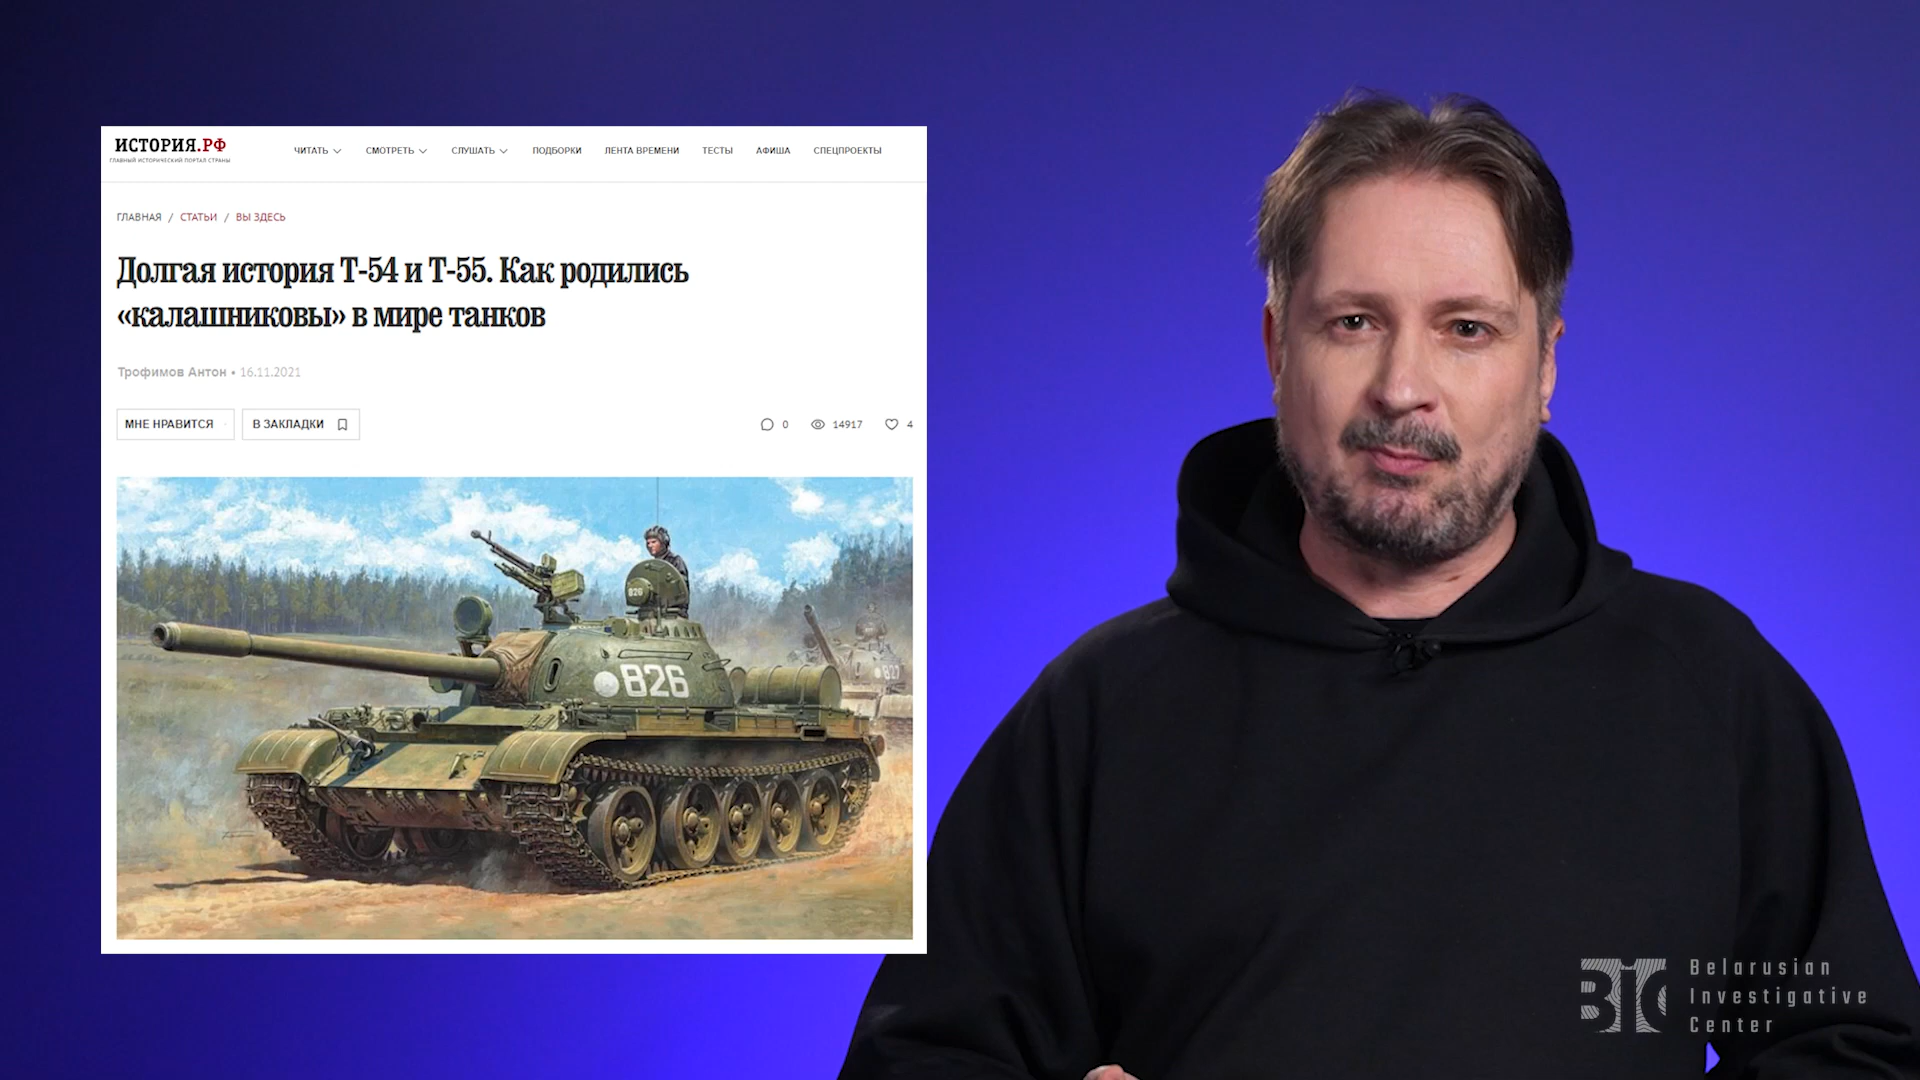 ИСТОРИЯ.РФ
ГЛАВНЫЙ ИСТОРИЧЕСКИЙ ПОРТАЛ СТРАНЫ
ЧИТАТЬ СМОТРЕТЬ СЛУШАТЬ ПОДБОРКИ ЛЕНТА ВРЕМЕНИ ТЕСТЫ АФИША СПЕЦПРОЕКТЫ
ГЛАВНАЯ / СТАТЬИ / ВЫ ЗДЕСЬ
Долгая история Т-54 и Т-55. Как родились
«калашниковы» в мире танков
Трофимов Антон • 16.11.2021
МНЕ НРАВИТСЯ В ЗАКЛАДКИ 0 14917 4
826
826
827
Belarusian
Investigative
Center